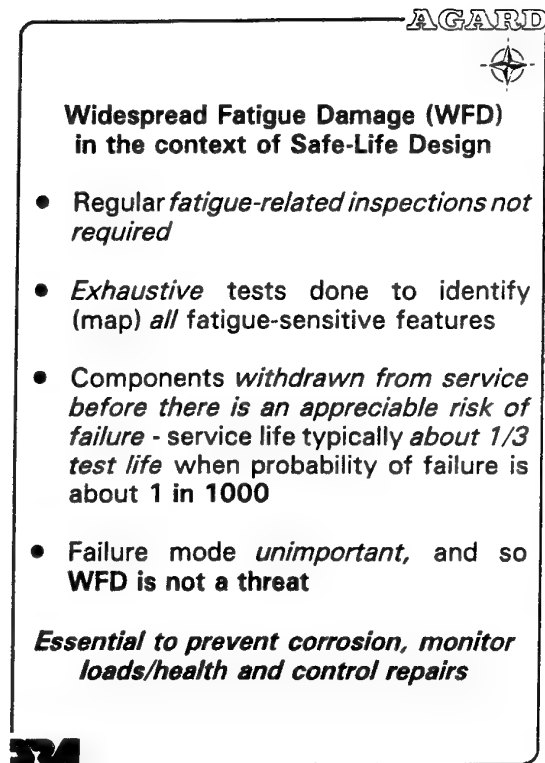 AGARD
Widespread Fatigue Damage (WFD)
in the context of Safe-Life Design
• Regular fatigue-related inspections not
required
• Exhaustive tests done to identify
(map) all fatigue-sensitive features
• Components withdrawn from service
before there is an appreciable risk of
failure - service life typically about 1/3
test life when probability of failure is
about 1 in 1000
• Failure mode unimportant, and so
WFD is not a threat
Essential to prevent corrosion, monitor
loads/health and control repairs